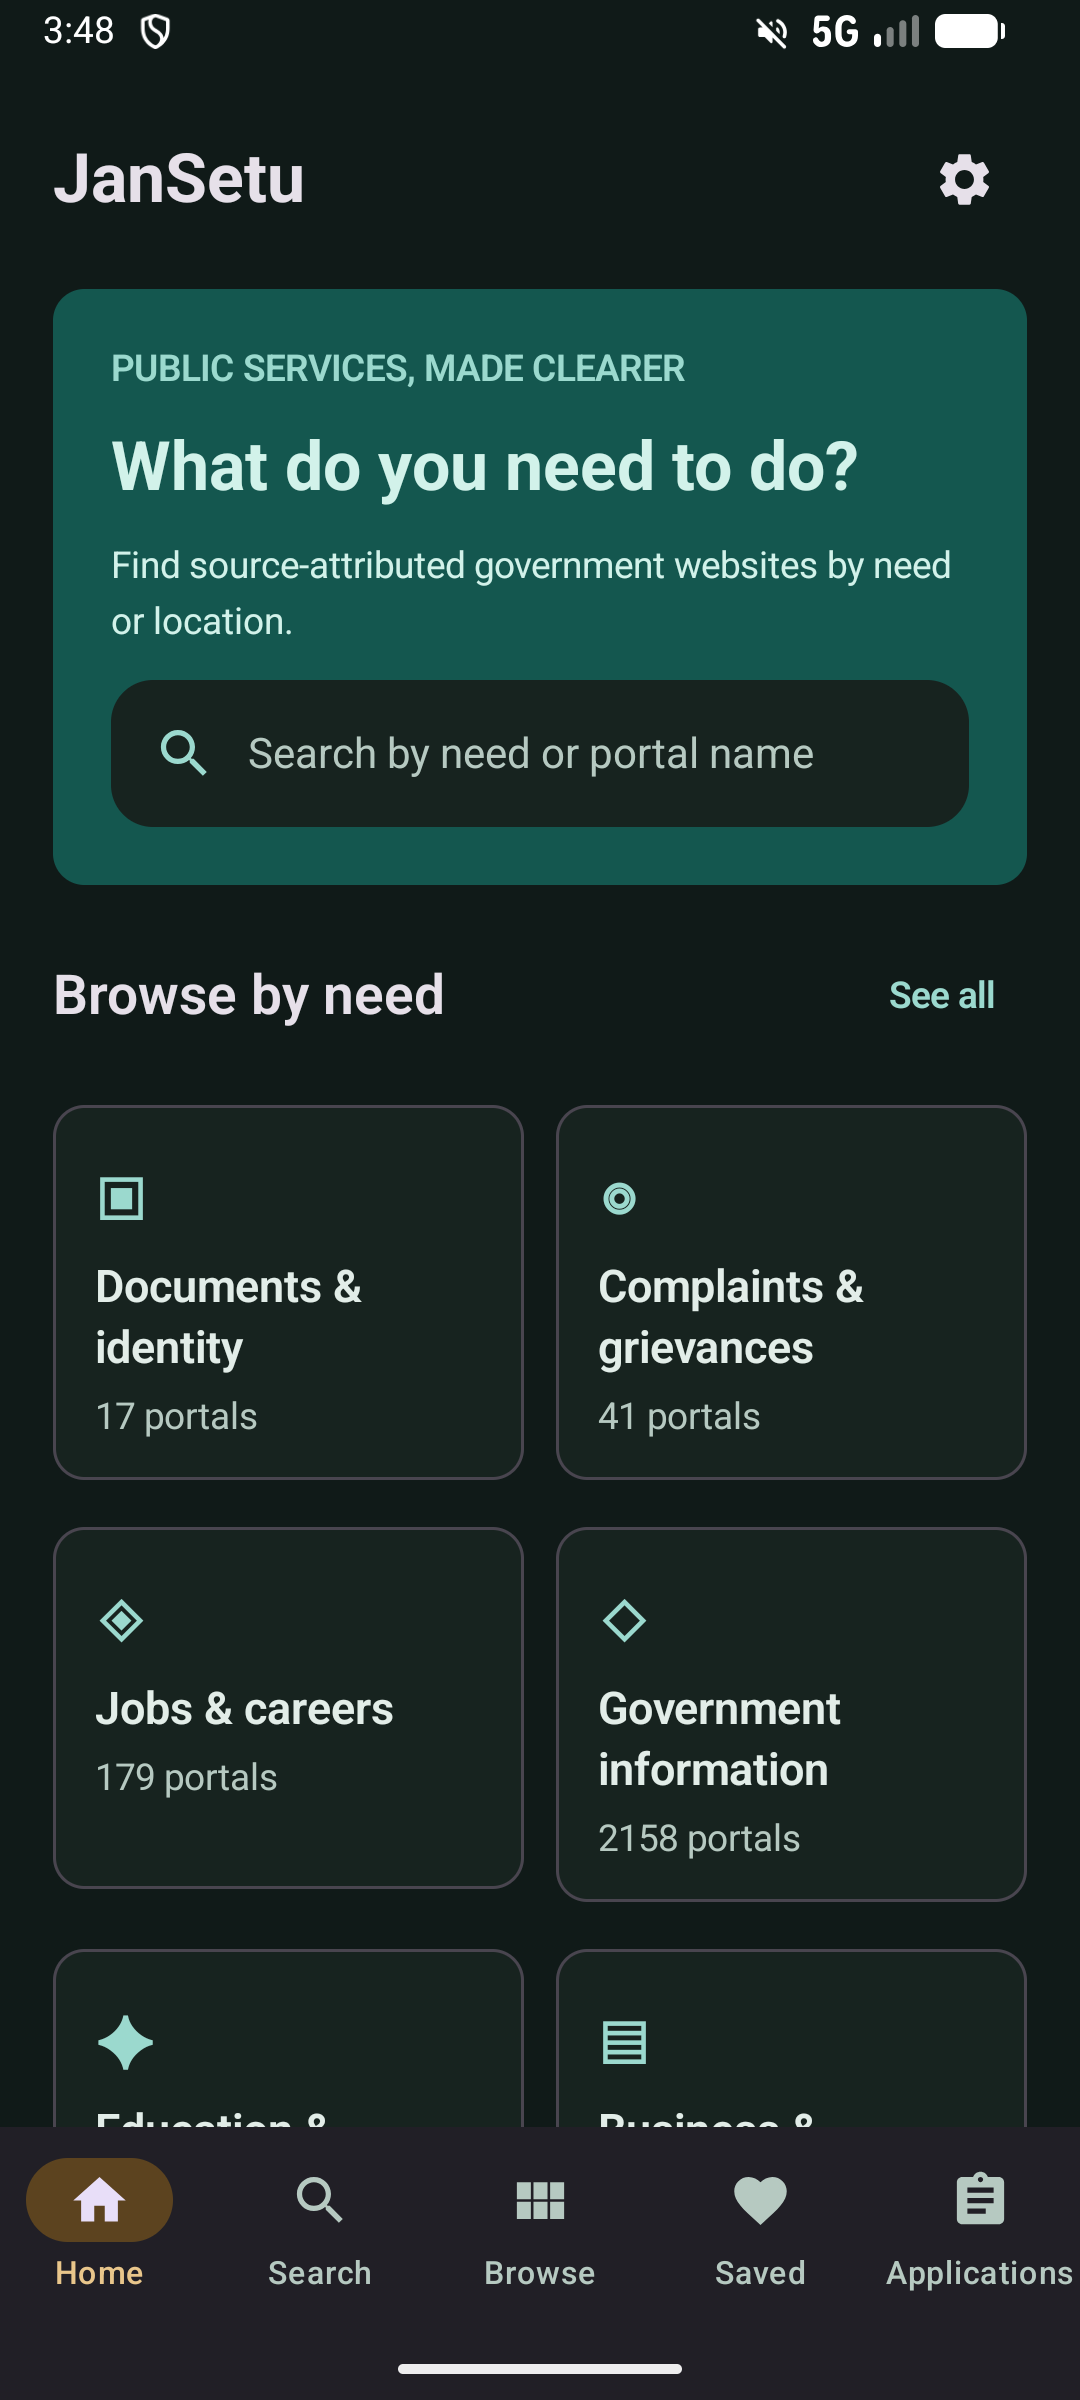 3:48
5G
JanSetu
PUBLIC SERVICES, MADE CLEARER
What do you need to do?
Find source-attributed government websites by need
or location.
Search by need or portal name
Browse by need
See all
Documents &
identity
17 portals
Complaints &
grievances
41 portals
Jobs & careers
179 portals
Government
information
2158 portals
Education &
Business &
Home
Search
Browse
Saved
Applications